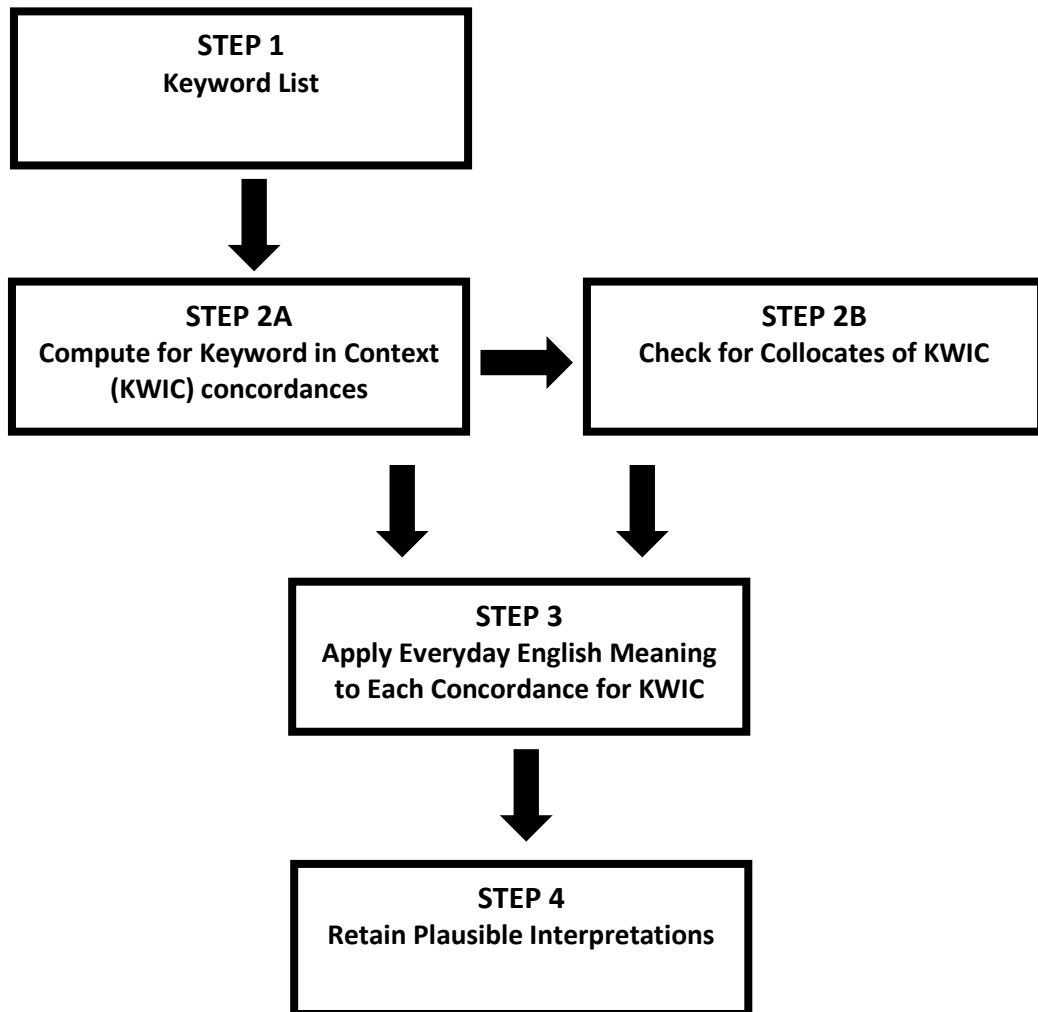 STEP 1
Keyword List
STEP 2A
Compute for Keyword in Context
(KWIC) concordances
STEP 2B
Check for Collocates of KWIC
STEP 3
Apply Everyday English Meaning
to Each Concordance for KWIC
STEP 4
Retain Plausible Interpretations